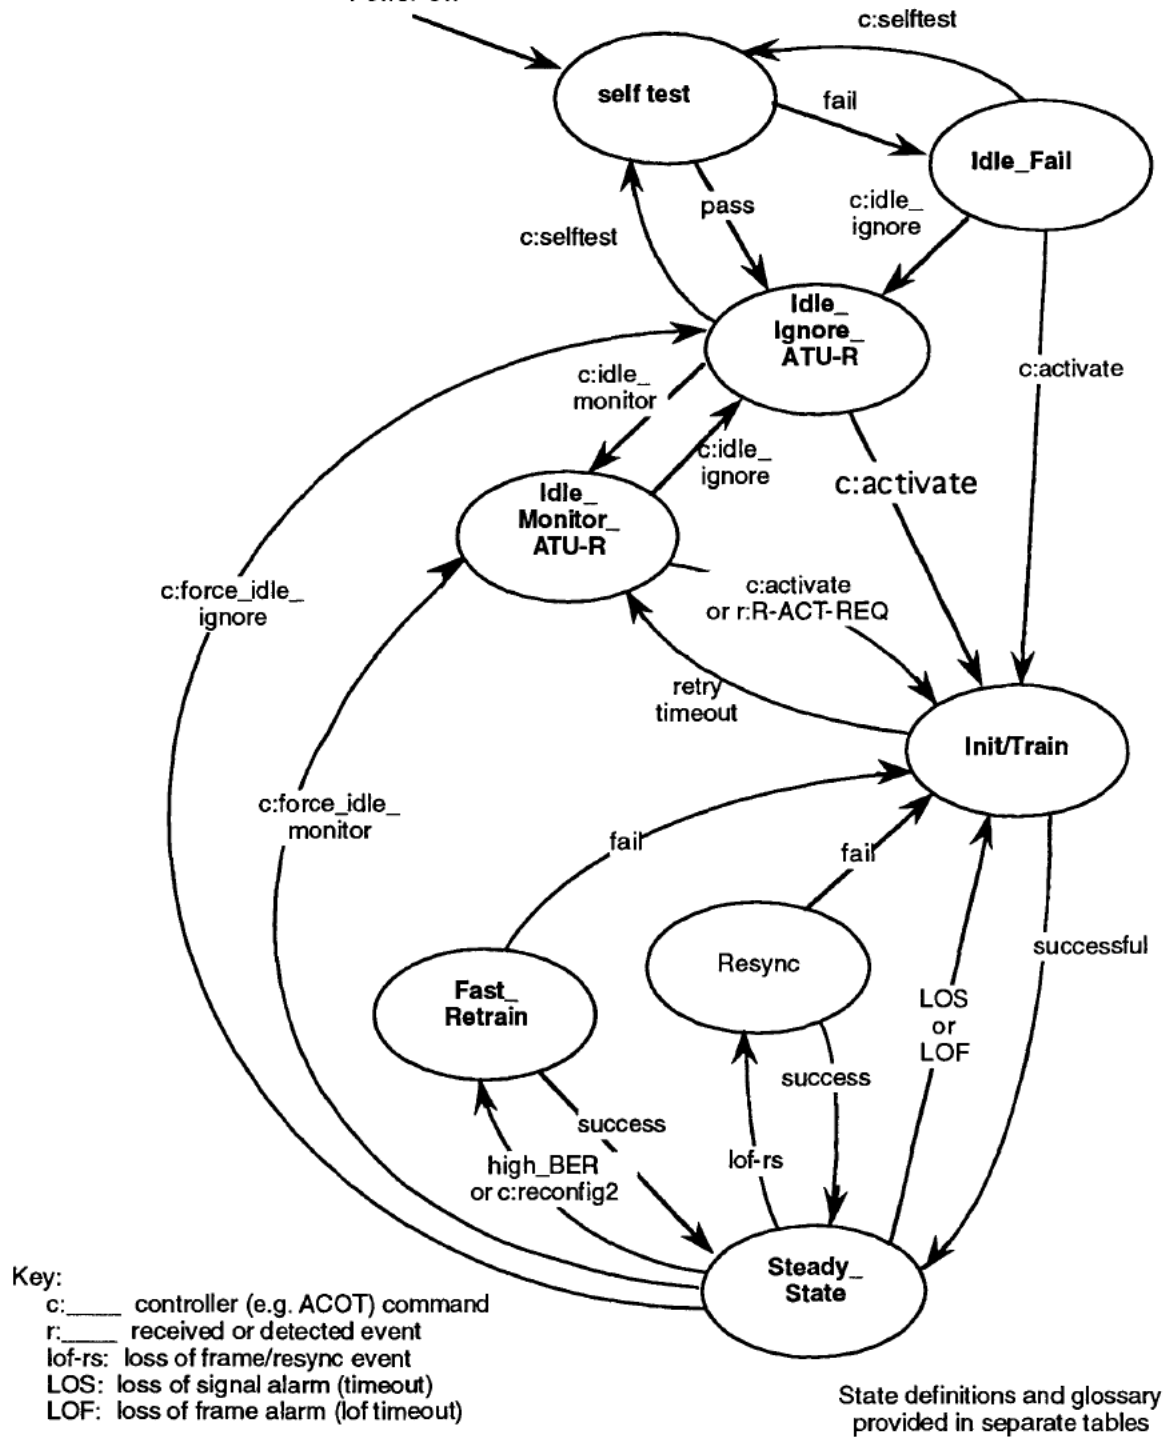 c:selftest
self test
fail
Idle_Fail
c:idle_
ignore
pass
c:selftest
Idle_
Ignore_
ATU-R
c:activate
c:idle_
monitor
c:idle_
ignore
c:activate
Idle_
Monitor_
ATU-R
c:activate
or r:R-ACT-REQ
c:force_idle_
ignore
retry
timeout
Init/Train
c:force_idle_
monitor
fail
fail
successful
Resync
Fast_
Retrain
LOS
or
LOF
success
success
lof-rs
high_BER
or c:reconfig2
Steady_
State
Key:
c:____ controller (e.g. ACOT) command
r:____ received or detected event
lof-rs: loss of frame/resync event
LOS: loss of signal alarm (timeout)
LOF: loss of frame alarm (lof timeout)
State definitions and glossary
provided in separate tables